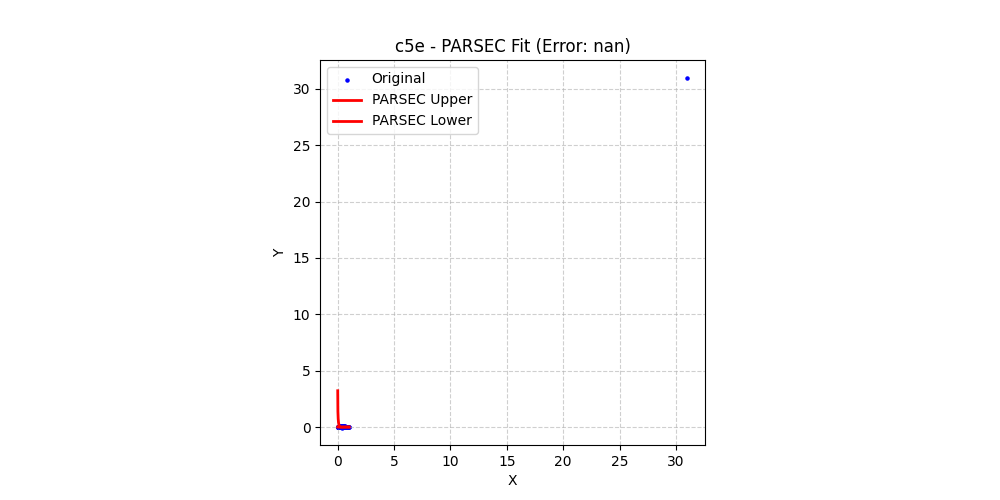 c5e - PARSEC Fit (Error: nan)
Original
PARSEC Upper
PARSEC Lower
30
25
20
15
10
5
0
Y
0 5 10 15 20 25 30
X